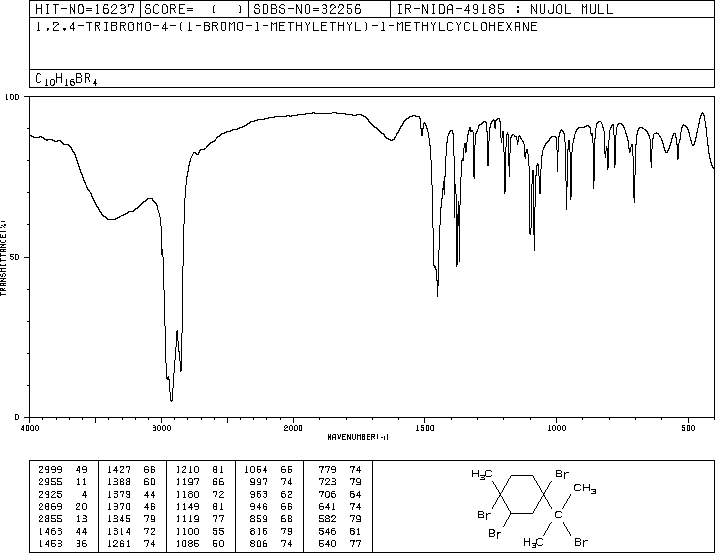 HIT-NO=16237 SCORE= ( ) SDBS-NO=32256 IR-NIDA-49185 : NUJOL MULL
1,2,4-TRIBROMO-4-(1-BROMO-1-METHYLETHYL)-1-METHYLCYCLOHEXANE
C10H16BR4
100
50
0
TRANSMITTANCE(%)
4000 3000 2000 1500 1000 500
WAVENUMBER(-1)
2999 49 1427 66 1210 81 1064 66 779 74
2955 11 1388 60 1197 66 997 74 723 79
2925 4 1379 44 1180 72 963 62 706 64
2869 20 1370 46 1149 81 946 66 641 74
2855 13 1345 79 1119 77 859 68 582 79
1463 44 1314 72 1100 55 816 79 546 81
1453 36 1261 74 1086 50 806 74 540 77
H3C Br
CH3
Br C
Br H3C Br